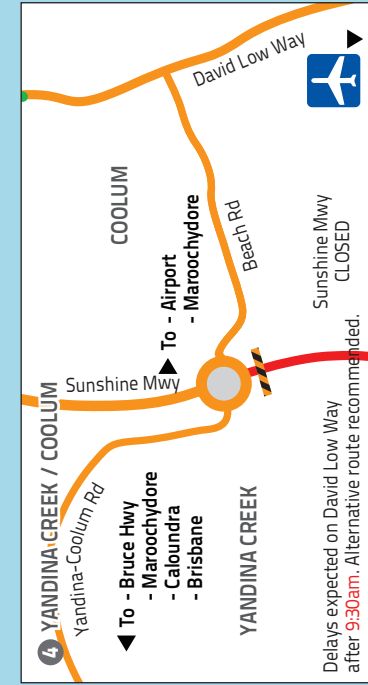 4 YANDINA CREEK / COOLUM
Yandina-Coolum Rd
Sunshine Mwy
COOLUM
David Low Way
To - Bruce Hwy
- Maroochydore
- Caloundra
- Brisbane
To - Airport
- Maroochydore
Beach Rd
YANDINA CREEK
Sunshine Mwy
CLOSED
Delays expected on David Low Way
after 9:30am. Alternative route recommended.